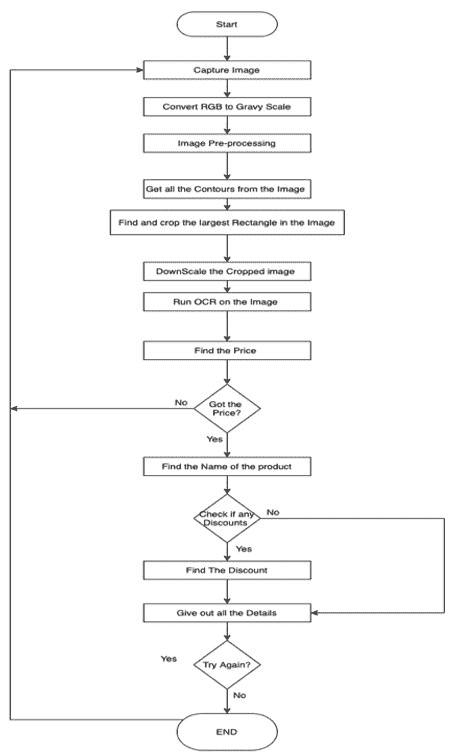 Start
Capture Image
Convert RGB to Gravy Scale
Image Pre-processing
Get all the Contours from the Image
Find and crop the largest Rectangle in the Image
DownScale the Cropped image
Run OCR on the Image
Find the Price
No
Got the
Price?
Yes
Find the Name of the product
Check if any
Discounts
No
Yes
Find The Discount
Give out all the Details
Yes
Try Again?
No
END